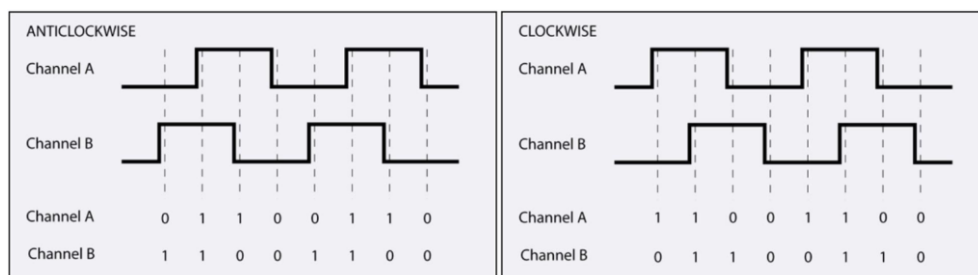 ANTICLOCKWISE
Channel A
Channel B
Channel A 0 1 1 0 0 1 1 0
Channel B 1 1 0 0 1 1 0 0
CLOCKWISE
Channel A
Channel B
Channel A 1 1 0 0 1 1 0 0
Channel B 0 1 1 0 0 1 1 0